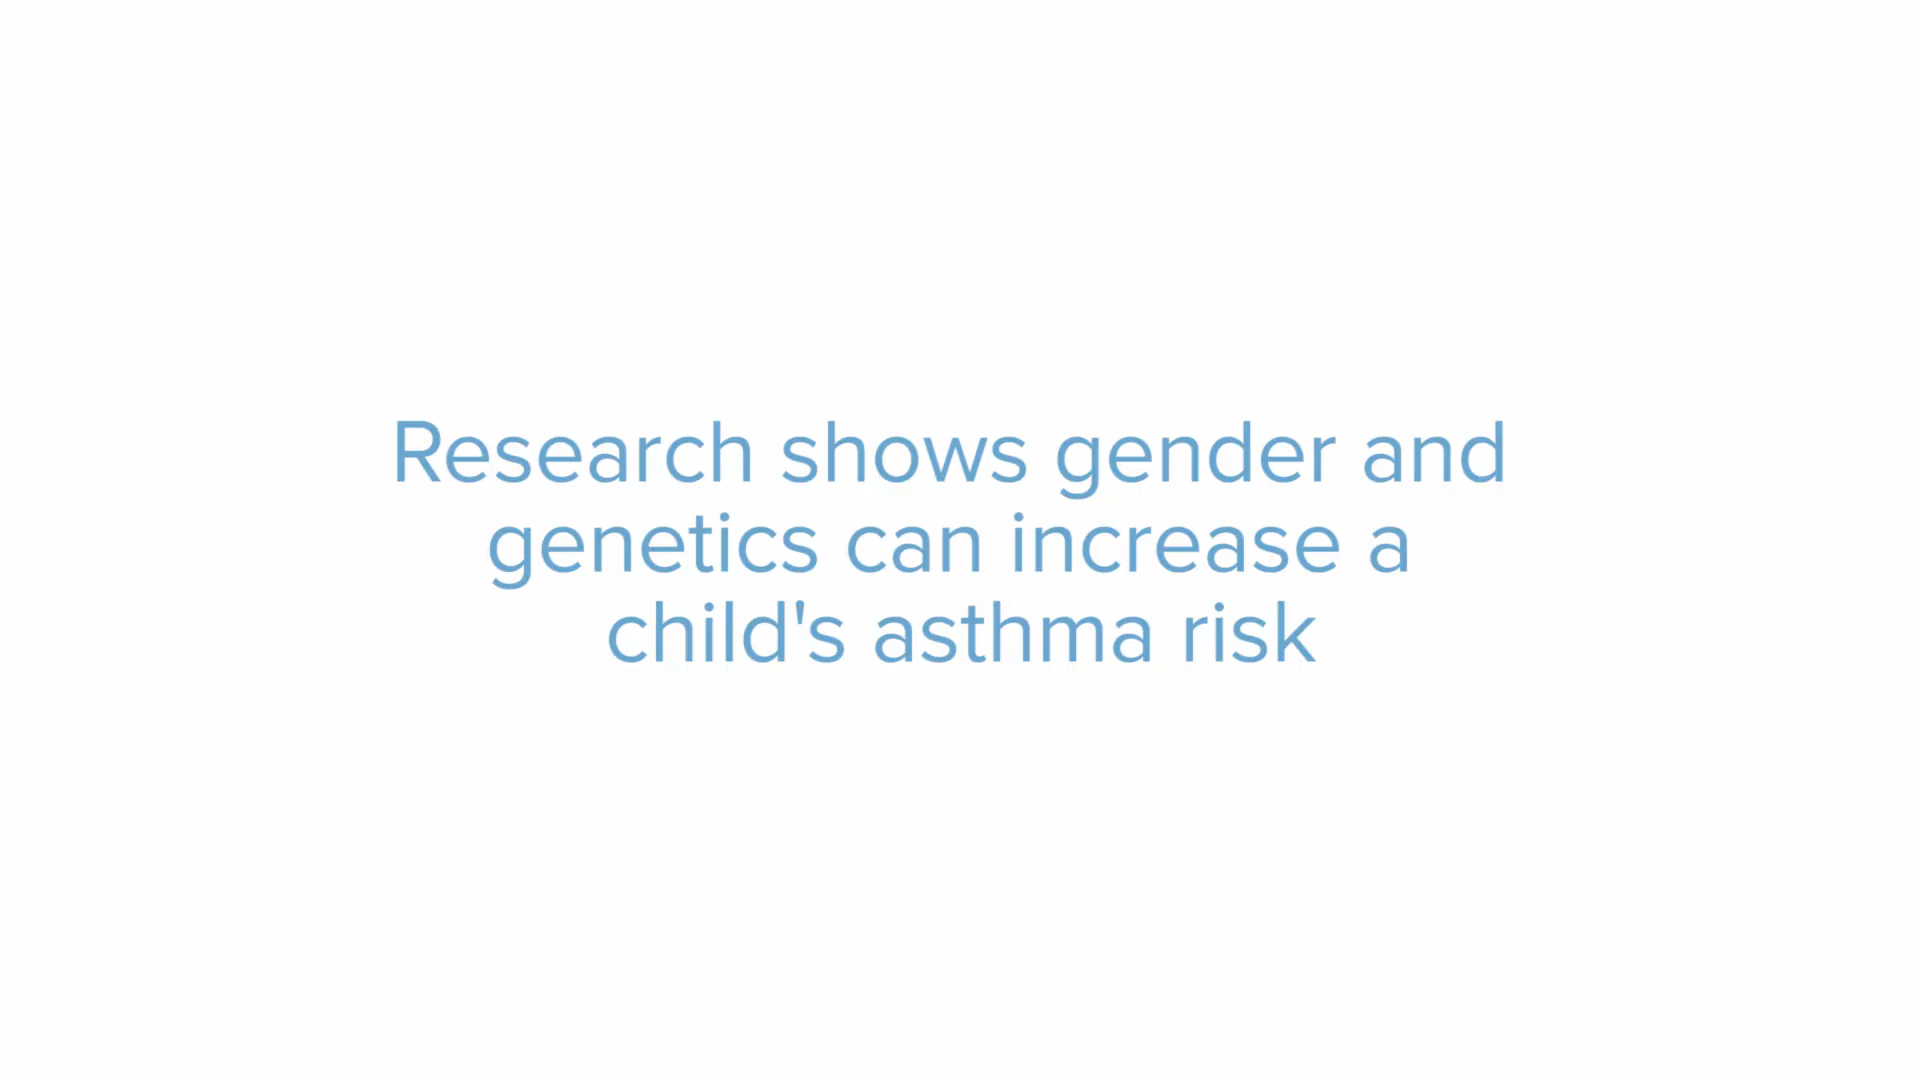 Research shows gender and
genetics can increase a
child's asthma risk